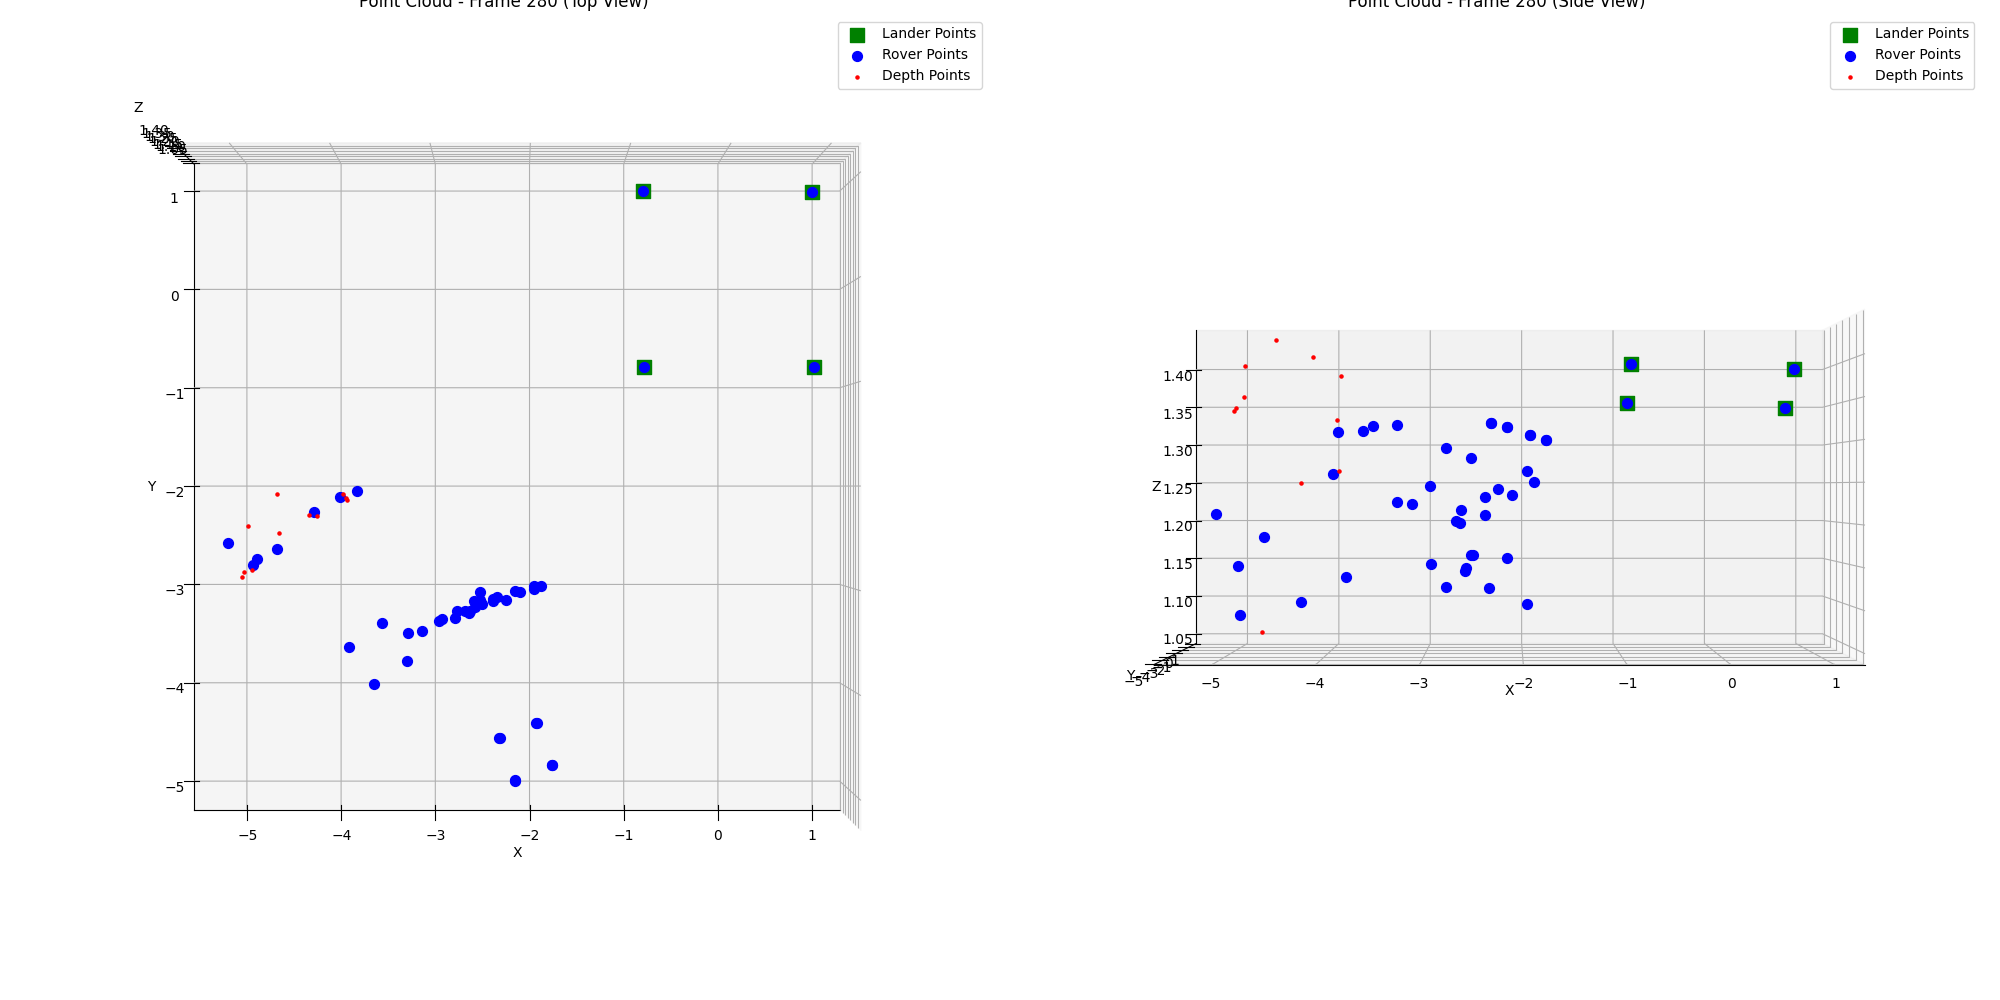 Point Cloud - Frame 280 (Top View)
Lander Points
Rover Points
Depth Points
Z
1
0
−1
−2
−3
−4
−5
Y
−5
−4
−3
−2
−1
0
1
X
Point Cloud - Frame 280 (Side View)
Lander Points
Rover Points
Depth Points
1.40
1.35
1.30
1.25
1.20
1.15
1.10
1.05
Z
Y
−5
−4
−3
−2
−1
0
1
X